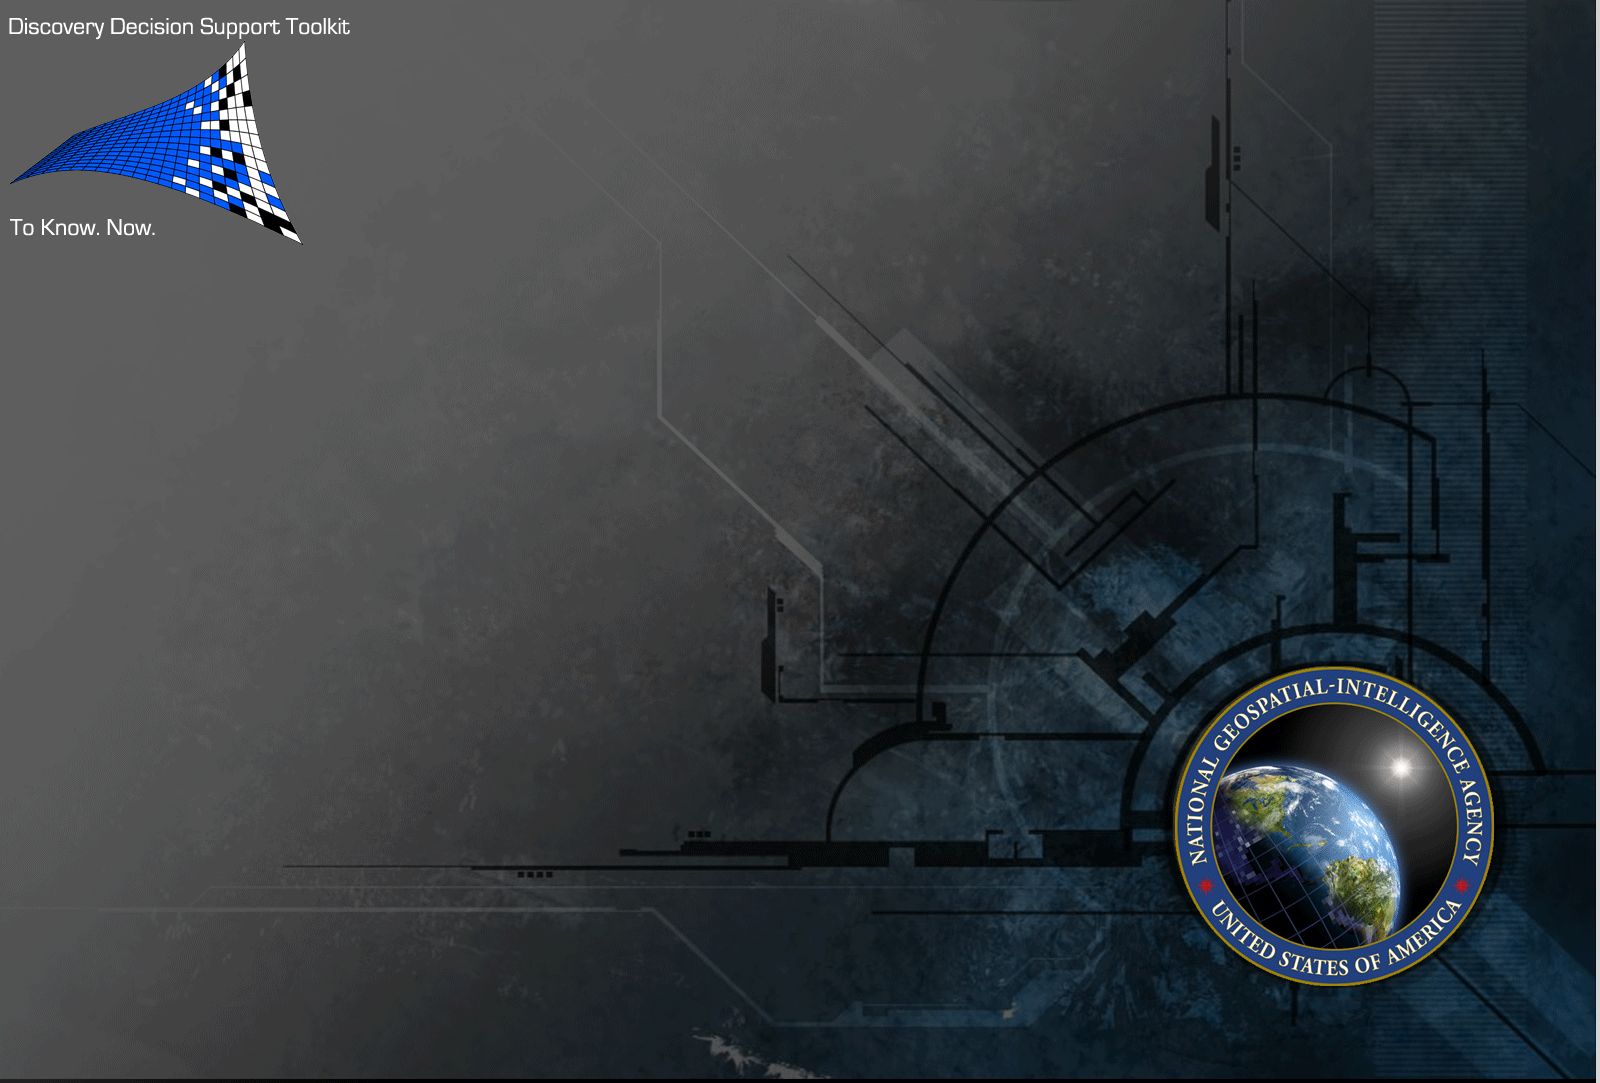 Discovery Decision Support Toolkit
To Know. Now.
NATIONAL GEOSPATIAL-INTELLIGENCE AGENCY
UNITED STATES OF AMERICA